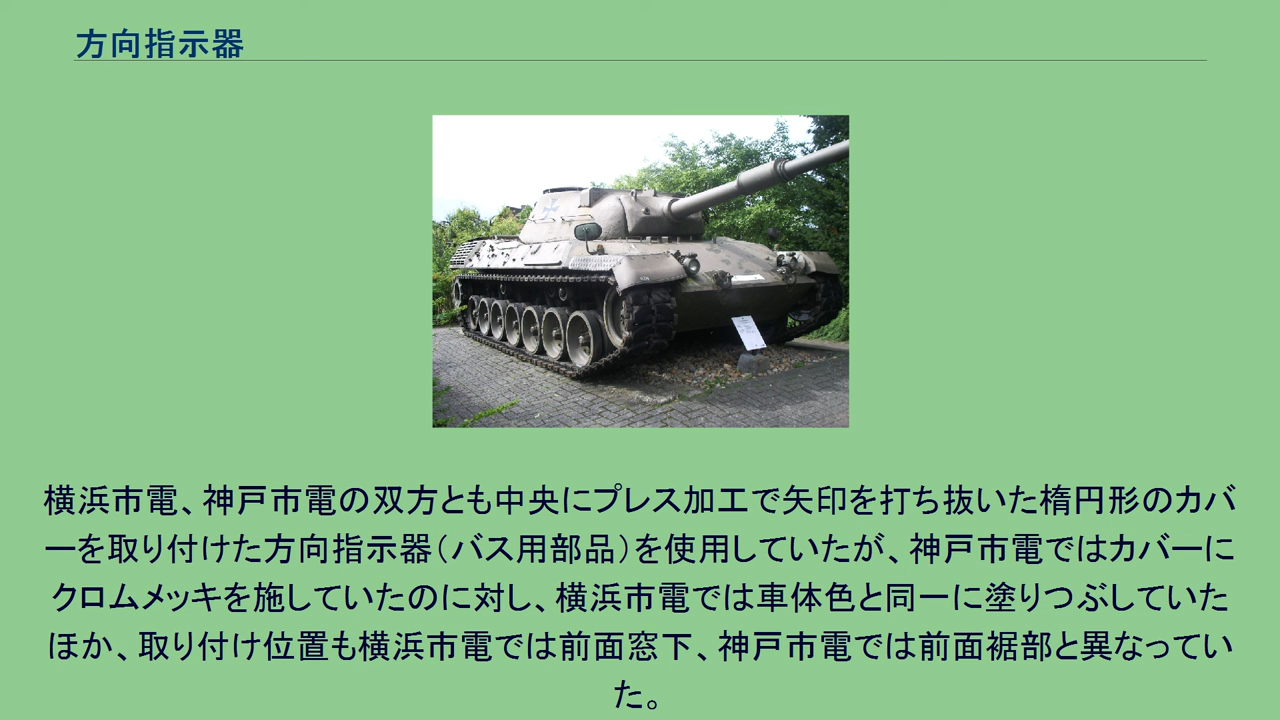 方向指示器
横浜市電、神戸市電の双方とも中央にプレス加工で矢印を打ち抜いた楕円形のカバ
ーを取り付けた方向指示器（バス用部品）を使用していたが、神戸市電ではカバーに
クロムメッキを施していたのに対し、横浜市電では車体色と同一に塗りつぶしていた
ほか、取り付け位置も横浜市電では前面窓下、神戸市電では前面裾部と異なってい
た。